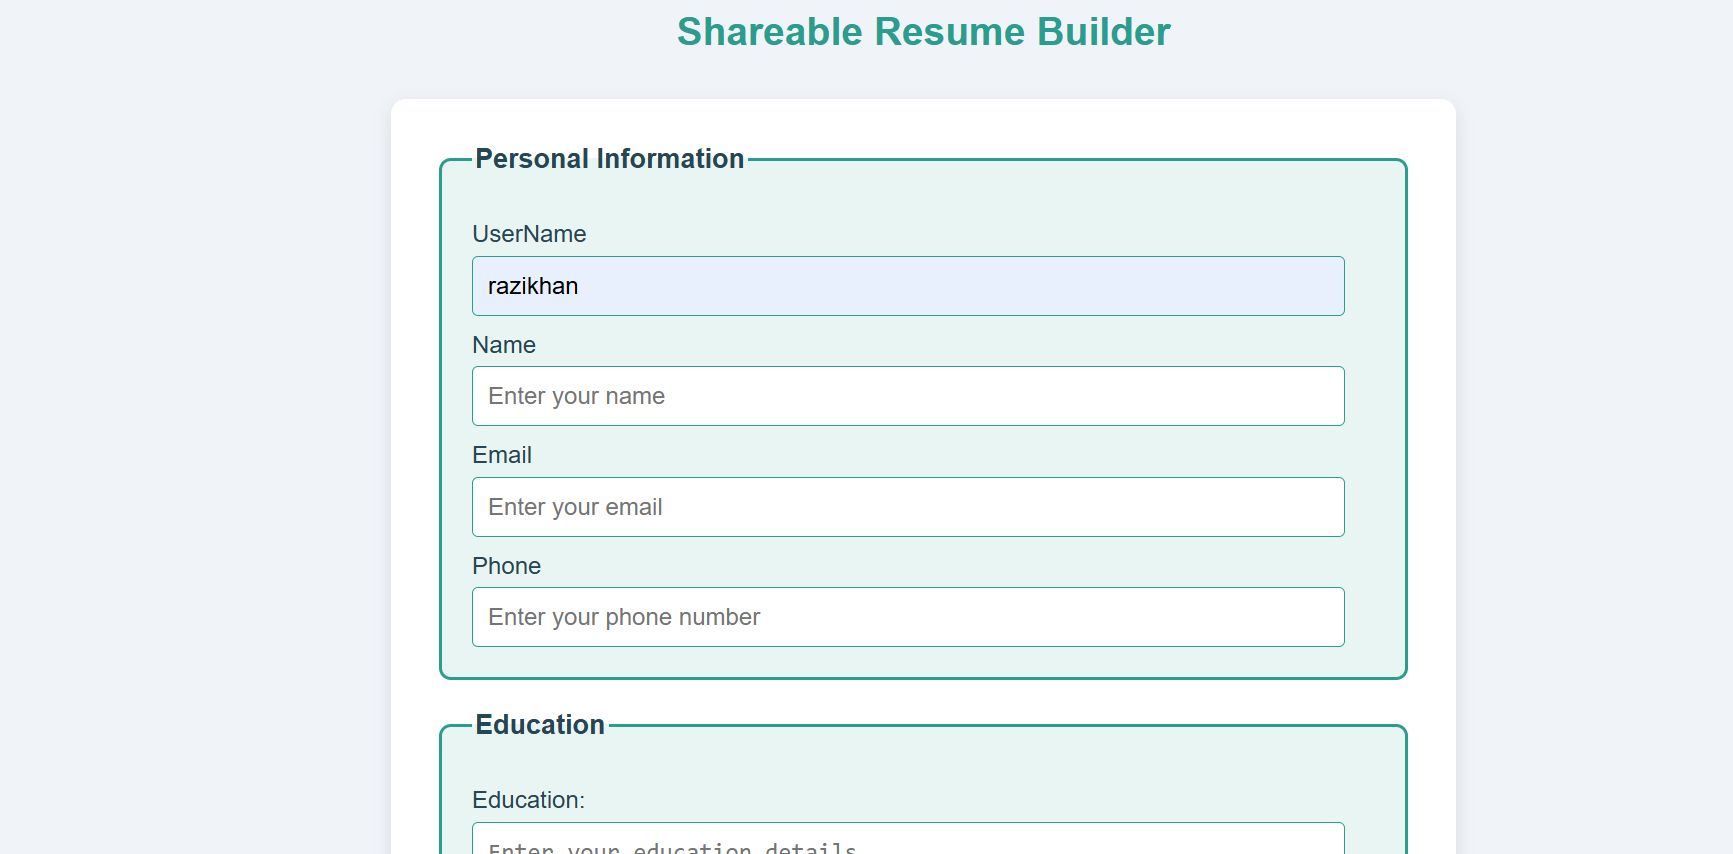 Shareable Resume Builder
Personal Information
UserName
razikhan
Name
Enter your name
Email
Enter your email
Phone
Enter your phone number
Education
Education:
Enter your education details